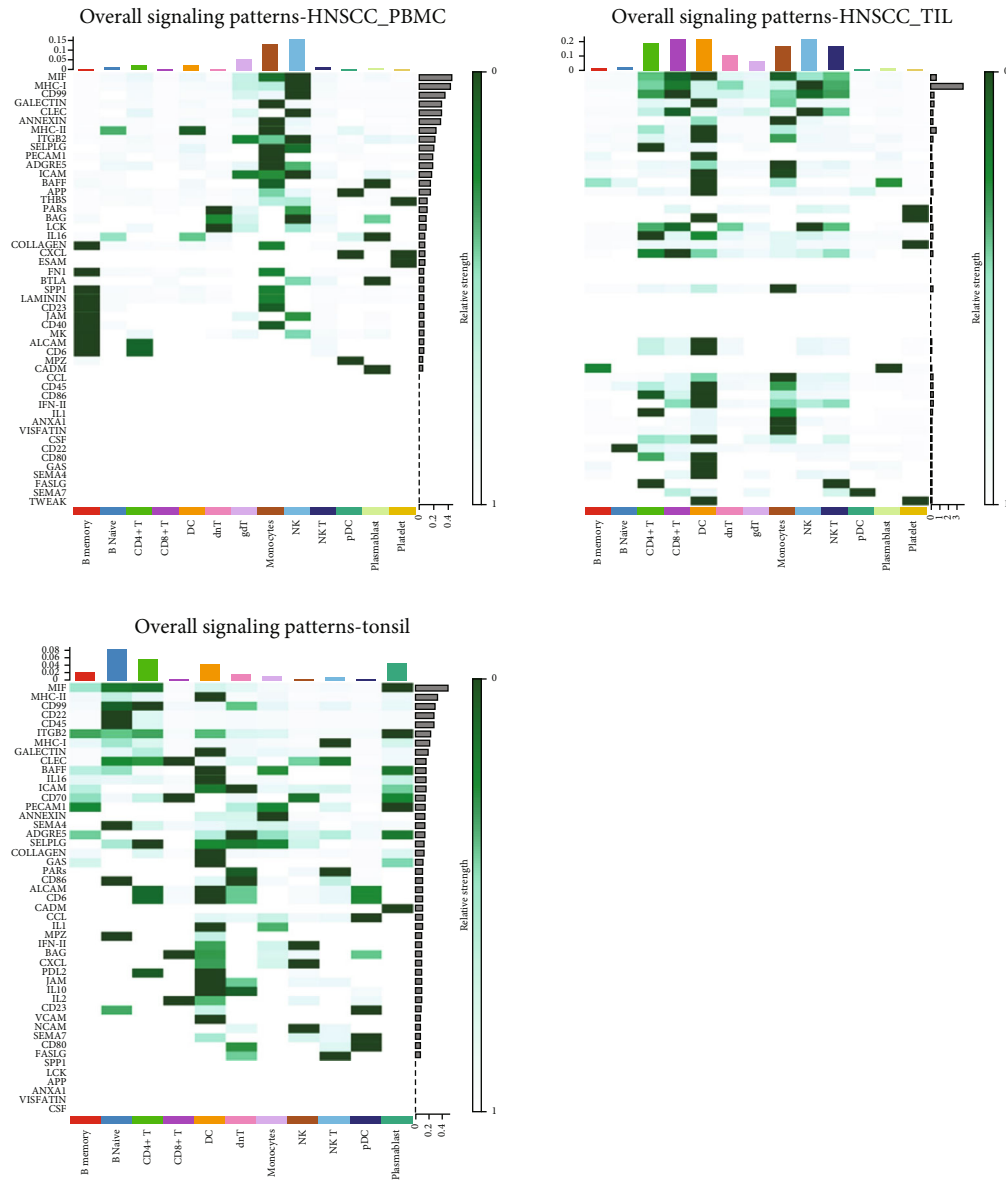 Overall signaling patterns-HNSCC_PBMC
0.15
0.05
0
MIF
MHC-I
CD99
GALECTIN
CLEC
ANNEXIN
MHC-II
ITGB2
SELPLG
PECAM1
ADGRE5
ICAM
BAFF
APP
THBS
PARs
BAG
LCK
IL16
COLLAGEN
CXCL
ESAM
FN1
BTLA
SPP1
LAMININ
CD23
JAM
CD40
MK
ALCAM
CD6
MPZ
CADM
CCL
CD45
CD86
IFN-II
IL1
ANXA1
VISFATIN
CSF
CD22
CD80
GAS
SEMA4
FASLG
SEMA7
TWEAK
B memory
B Naive
CD4+ T
CD8+ T
DC
dnT
gdT
Monocytes
NK
NK T
pDC
Plasmablast
Platelet
0
0.2
0.4
0
Relative strength
1
Overall signaling patterns-HNSCC_TIL
0.2
0.1
0
B memory
B Naive
CD4+ T
CD8+ T
DC
dnT
gdT
Monocytes
NK
NK T
pDC
Plasmablast
Platelet
0
1
2
3
0
Relative strength
1
Overall signaling patterns-tonsil
0.08
0.06
0.04
0.02
0
MIF
MHC-II
CD99
CD22
CD45
ITGB2
MHC-I
GALECTIN
CLEC
BAFF
IL16
ICAM
CD70
PECAM1
ANNEXIN
SEMA4
ADGRE5
SELPLG
COLLAGEN
GAS
PARs
CD86
ALCAM
CD6
CADM
CCL
IL1
MPZ
IFN-II
BAG
CXCL
PDL2
JAM
IL10
IL2
CD23
VCAM
NCAM
SEMA7
CD80
FASLG
SPP1
LCK
APP
ANXA1
VISFATIN
CSF
B memory
B Naive
CD4+ T
CD8+ T
DC
dnT
Monocytes
NK
NK T
pDC
Plasmablast
0
0.2
0.4
0
Relative strength
1